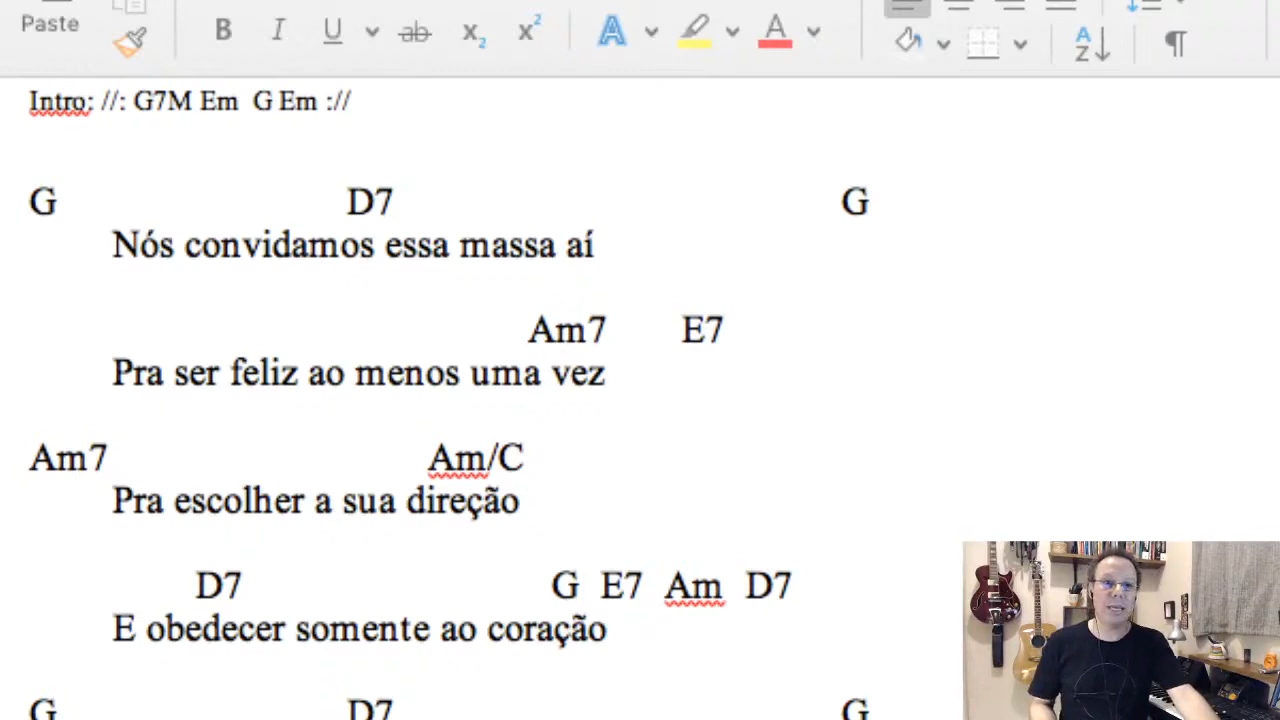 Paste
B I U ab x₂ x² A A A Z ¶
Intro: //: G7M Em G Em ://
G D7 G
Nós convidamos essa massa aí
Am7 E7
Pra ser feliz ao menos uma vez
Am7 Am/C
Pra escolher a sua direção
D7 G E7 Am D7
E obedecer somente ao coração
G D7 G